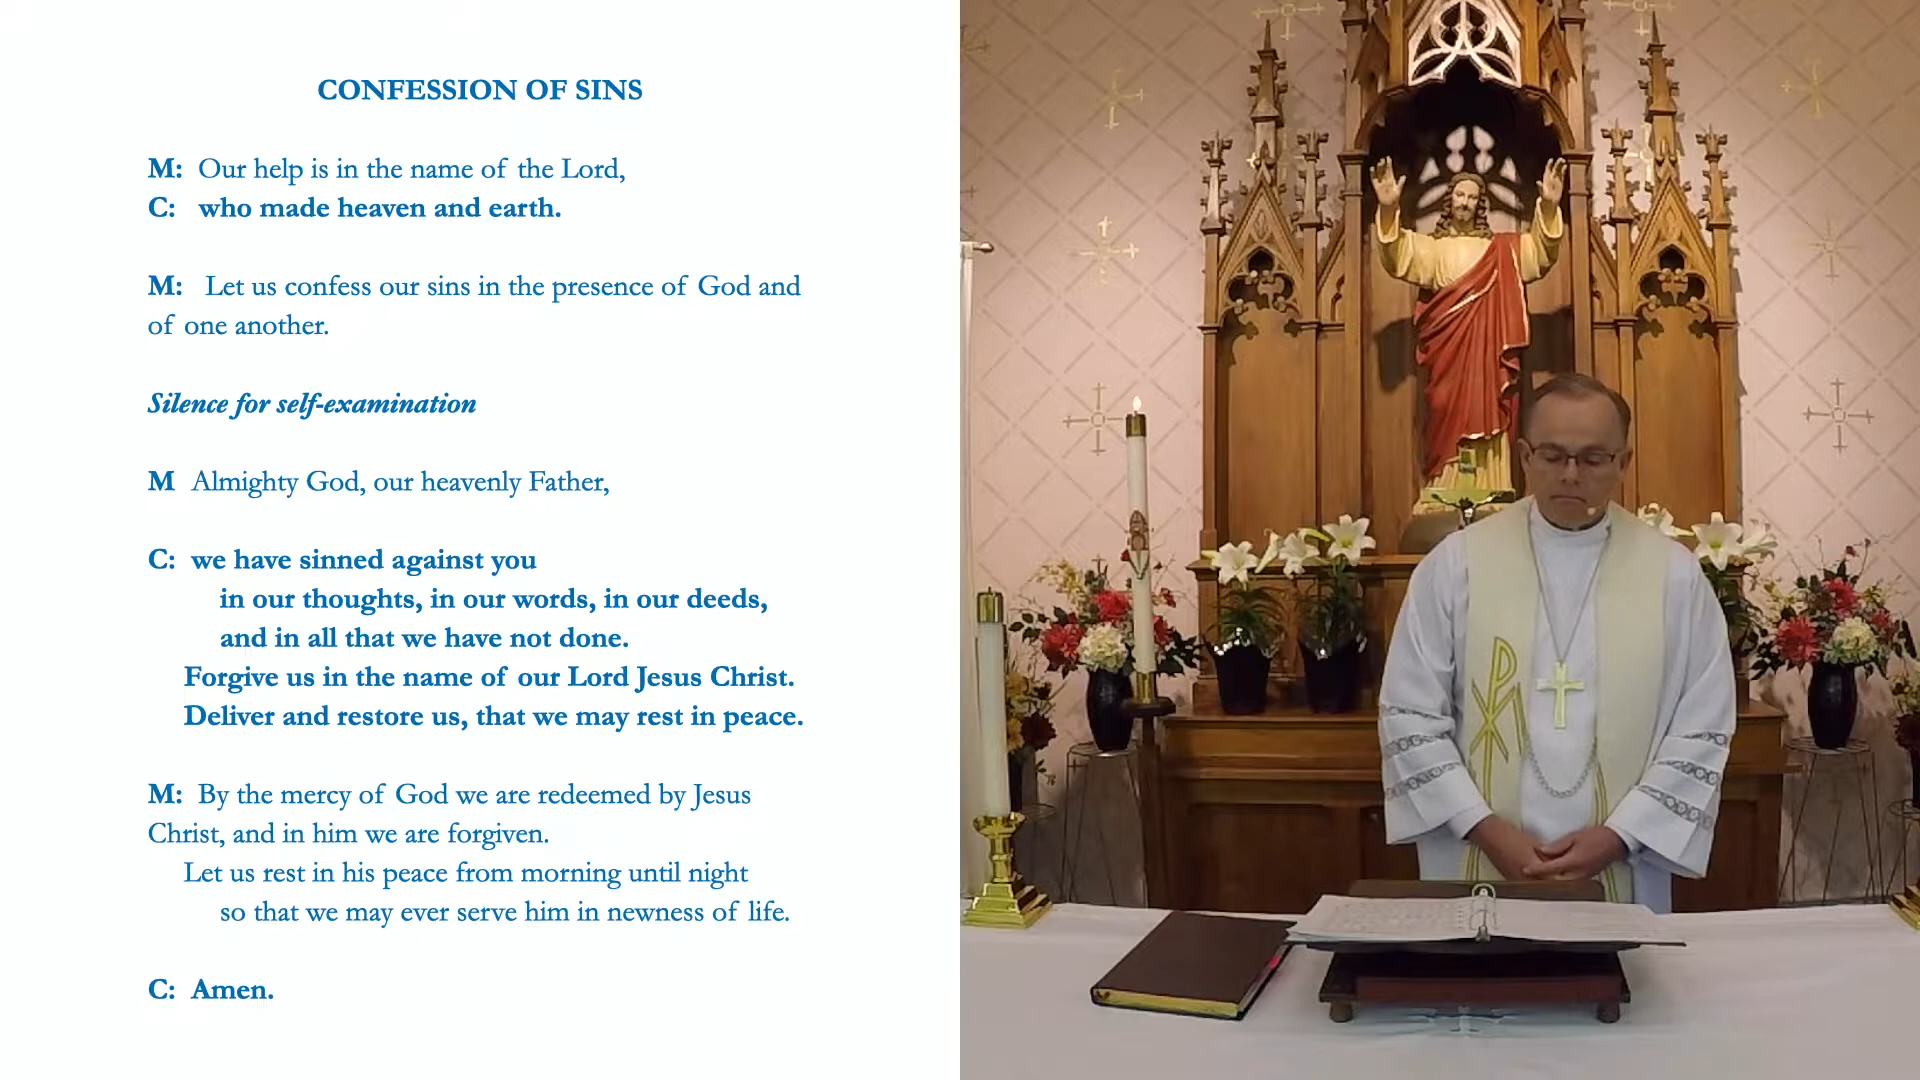 CONFESSION OF SINS
M: Our help is in the name of the Lord,
C: who made heaven and earth.
M: Let us confess our sins in the presence of God and
of one another.
Silence for self-examination
M Almighty God, our heavenly Father,
C: we have sinned against you
in our thoughts, in our words, in our deeds,
and in all that we have not done.
Forgive us in the name of our Lord Jesus Christ.
Deliver and restore us, that we may rest in peace.
M: By the mercy of God we are redeemed by Jesus
Christ, and in him we are forgiven.
Let us rest in his peace from morning until night
so that we may ever serve him in newness of life.
C: Amen.